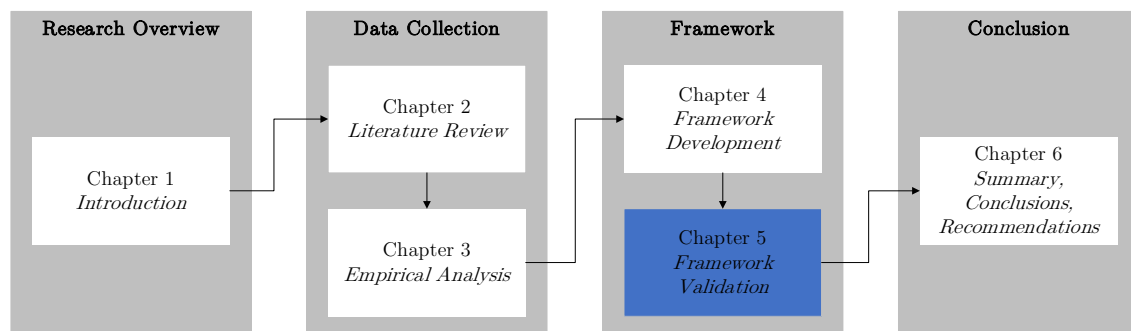 Research Overview
Chapter 1
Introduction
Data Collection
Chapter 2
Literature Review
Chapter 3
Empirical Analysis
Framework
Chapter 4
Framework
Development
Chapter 5
Framework
Validation
Conclusion
Chapter 6
Summary,
Conclusions,
Recommendations